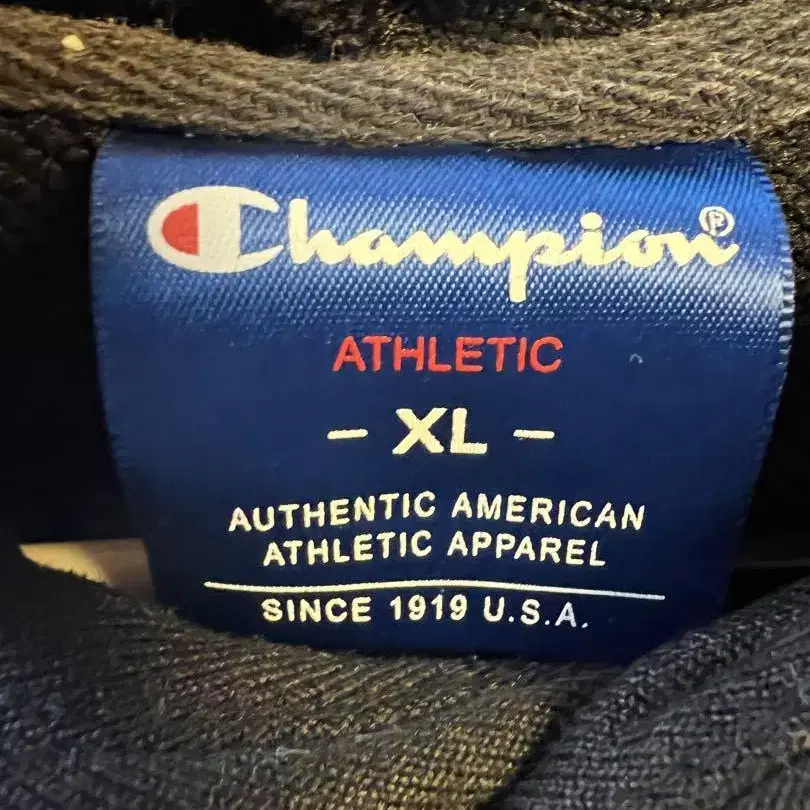 Champion®
ATHLETIC
- XL -
AUTHENTIC AMERICAN
ATHLETIC APPAREL
SINCE 1919 U.S.A.